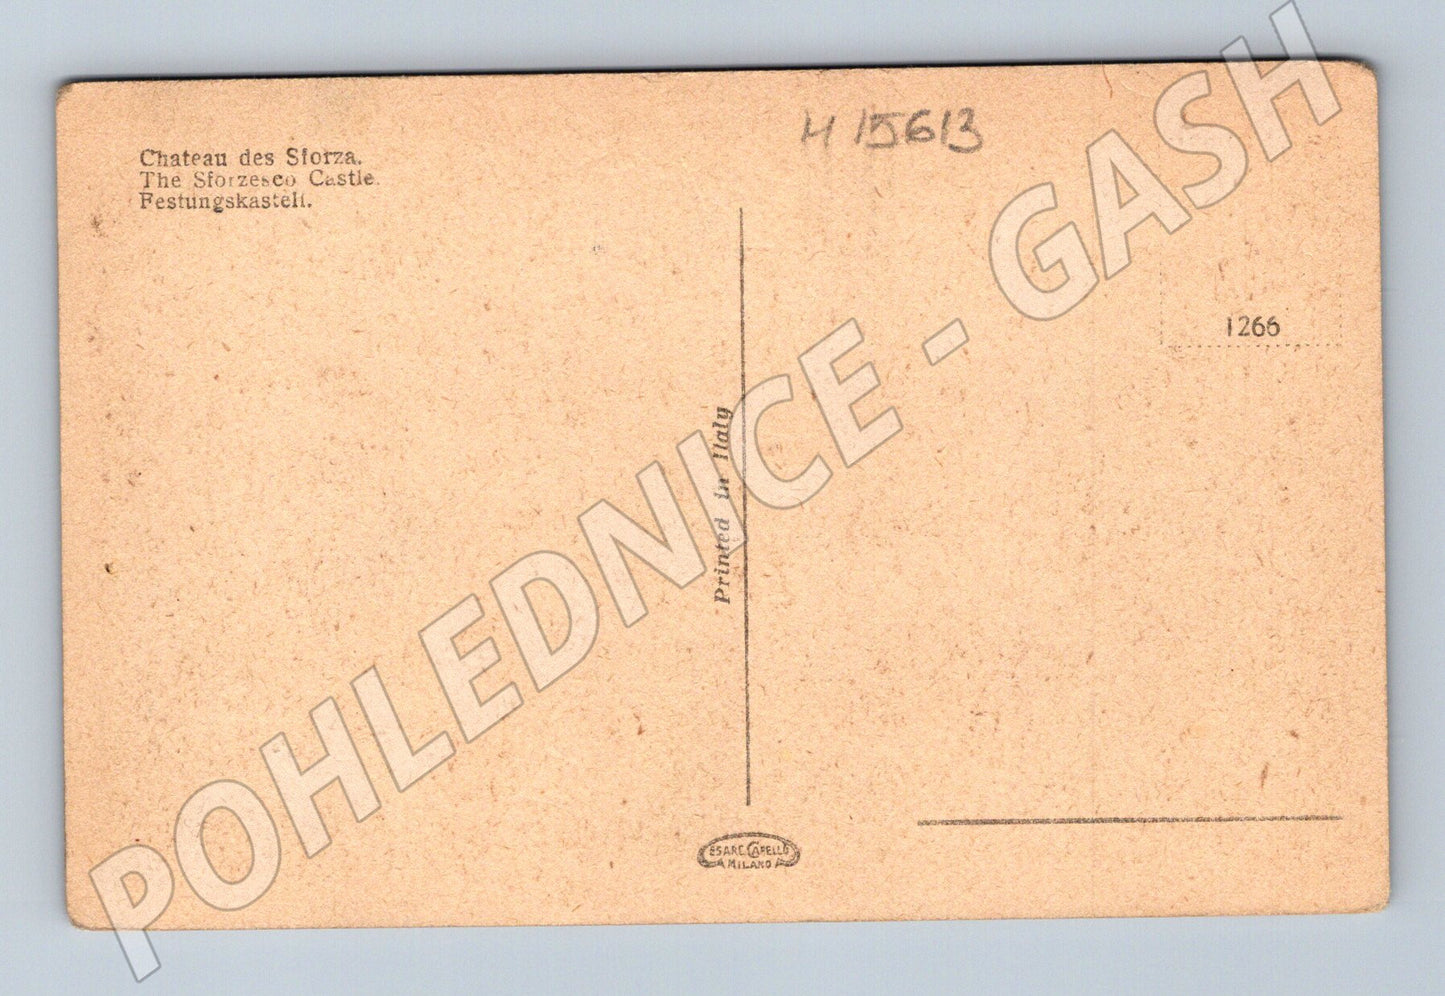 H 15613
Chateau des Sforza.
The Sforzesco Castle.
Festungskastell.
1266
Printed in Italy
CESARE CAPELLO
MILANO
POHLEDNICE - GASH